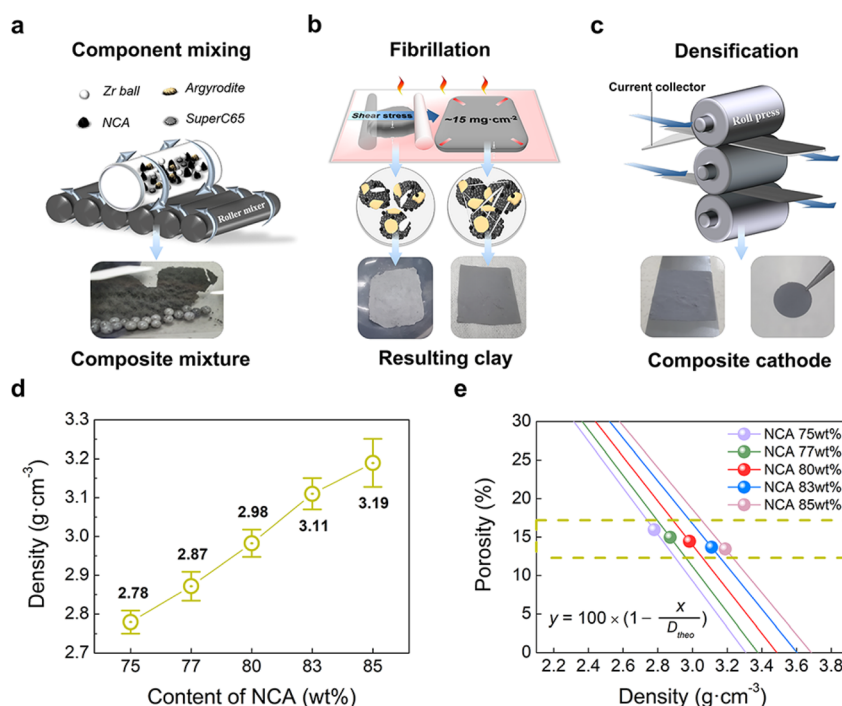 a
Component mixing
Zr ball
Argyrodite
NCA
SuperC65
Roller mixer
Composite mixture
b
Fibrillation
Shear stress
~15 mg·cm⁻²
Resulting clay
c
Densification
Current collector
Roll press
Composite cathode
d
Density (g·cm⁻³)
3.3
3.2
3.1
3.0
2.9
2.8
2.7
2.78
2.87
2.98
3.11
3.19
75
77
80
83
85
Content of NCA (wt%)
e
Porosity (%)
30
25
20
15
10
5
0
NCA 75wt%
NCA 77wt%
NCA 80wt%
NCA 83wt%
NCA 85wt%
y = 100 × (1 − x / D_theo)
2.2
2.4
2.6
2.8
3.0
3.2
3.4
3.6
3.8
Density (g·cm⁻³)